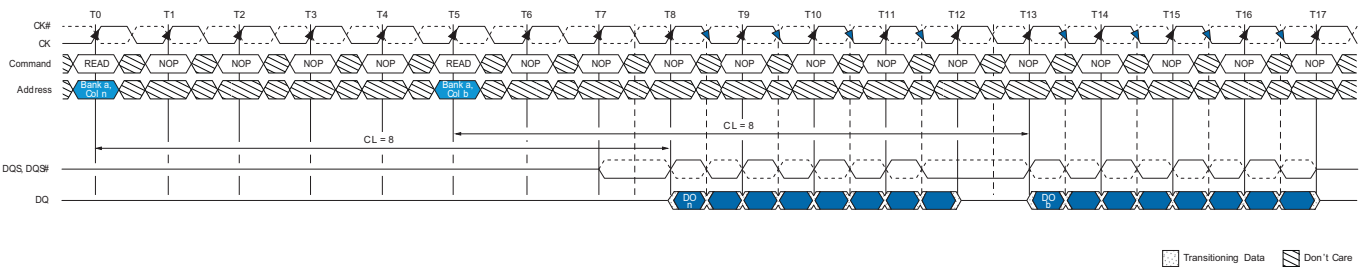 T0 T1 T2 T3 T4 T5 T6 T7 T8 T9 T10 T11 T12 T13 T14 T15 T16 T17
CK#
CK
Command READ NOP NOP NOP NOP READ NOP NOP NOP NOP NOP NOP NOP NOP NOP NOP NOP NOP
Address Bank a, Col n Bank a, Col b
CL = 8
CL = 8
DQS, DQS#
DQ DO n DO b
Transitioning Data Don't Care